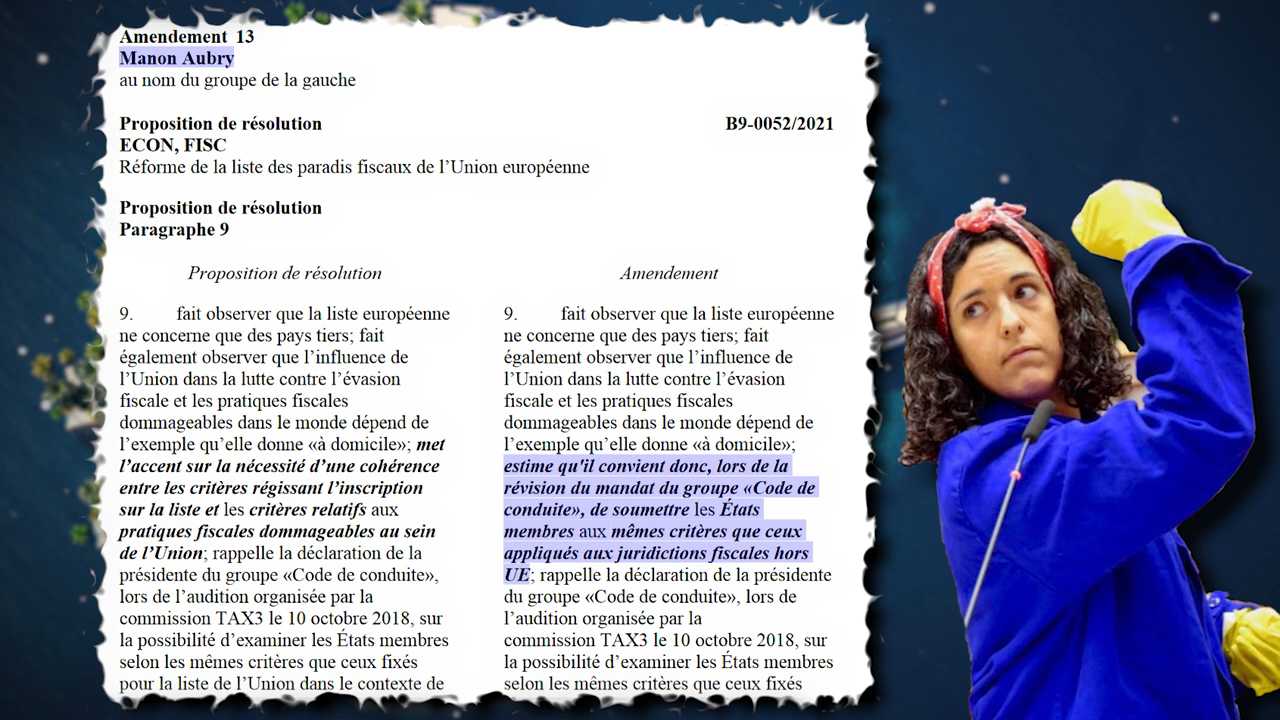 Amendement 13
Manon Aubry
au nom du groupe de la gauche
Proposition de résolution
B9-0052/2021
ECON, FISC
Réforme de la liste des paradis fiscaux de l’Union européenne
Proposition de résolution
Paragraphe 9
Proposition de résolution
9. fait observer que la liste européenne
ne concerne que des pays tiers; fait
également observer que l’influence de
l’Union dans la lutte contre l’évasion
fiscale et les pratiques fiscales
dommageables dans le monde dépend de
l’exemple qu’elle donne «à domicile»; met
l’accent sur la nécessité d’une cohérence
entre les critères régissant l’inscription
sur la liste et les critères relatifs aux
pratiques fiscales dommageables au sein
de l’Union; rappelle la déclaration de la
présidente du groupe «Code de conduite»,
lors de l’audition organisée par la
commission TAX3 le 10 octobre 2018, sur
la possibilité d’examiner les États membres
selon les mêmes critères que ceux fixés
pour la liste de l’Union dans le contexte de
Amendement
9. fait observer que la liste européenne
ne concerne que des pays tiers; fait
également observer que l’influence de
l’Union dans la lutte contre l’évasion
fiscale et les pratiques fiscales
dommageables dans le monde dépend de
l’exemple qu’elle donne «à domicile»;
estime qu'il convient donc, lors de la
révision du mandat du groupe «Code de
conduite», de soumettre les États
membres aux mêmes critères que ceux
appliqués aux juridictions fiscales hors
UE; rappelle la déclaration de la présidente
du groupe «Code de conduite», lors de
l’audition organisée par la
commission TAX3 le 10 octobre 2018, sur
la possibilité d’examiner les États membres
selon les mêmes critères que ceux fixés